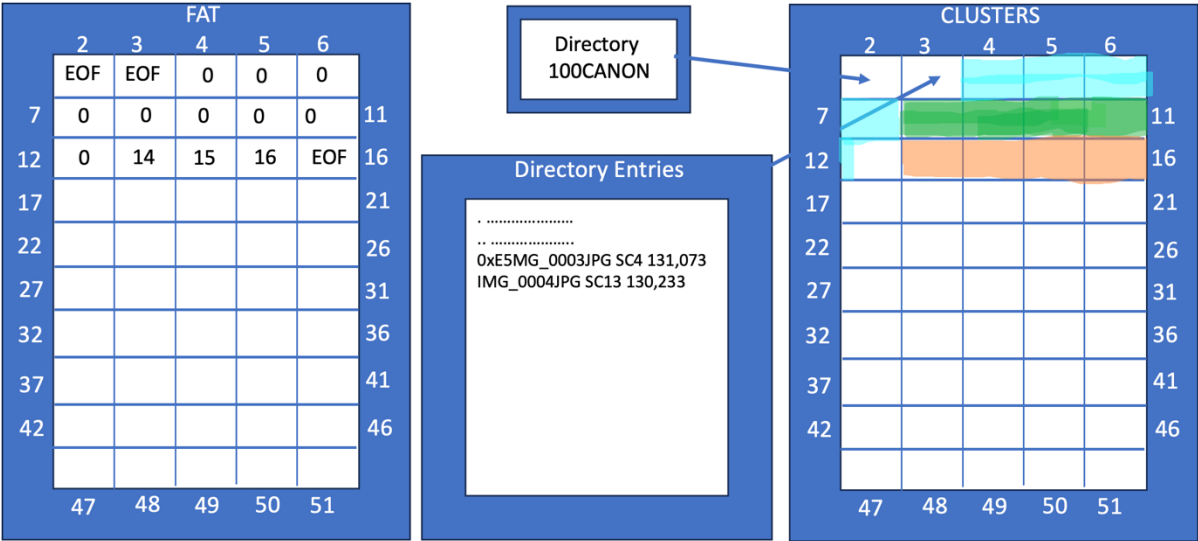 FAT
2 3 4 5 6
EOF EOF 0 0 0
7 0 0 0 0 0 11
12 0 14 15 16 EOF 16
17 21
22 26
27 31
32 36
37 41
42 46
47 48 49 50 51
Directory
100CANON
Directory Entries
. .....................
.. ....................
0xE5MG_0003JPG SC4 131,073
IMG_0004JPG SC13 130,233
CLUSTERS
2 3 4 5 6
7 11
12 16
17 21
22 26
27 31
32 36
37 41
42 46
47 48 49 50 51